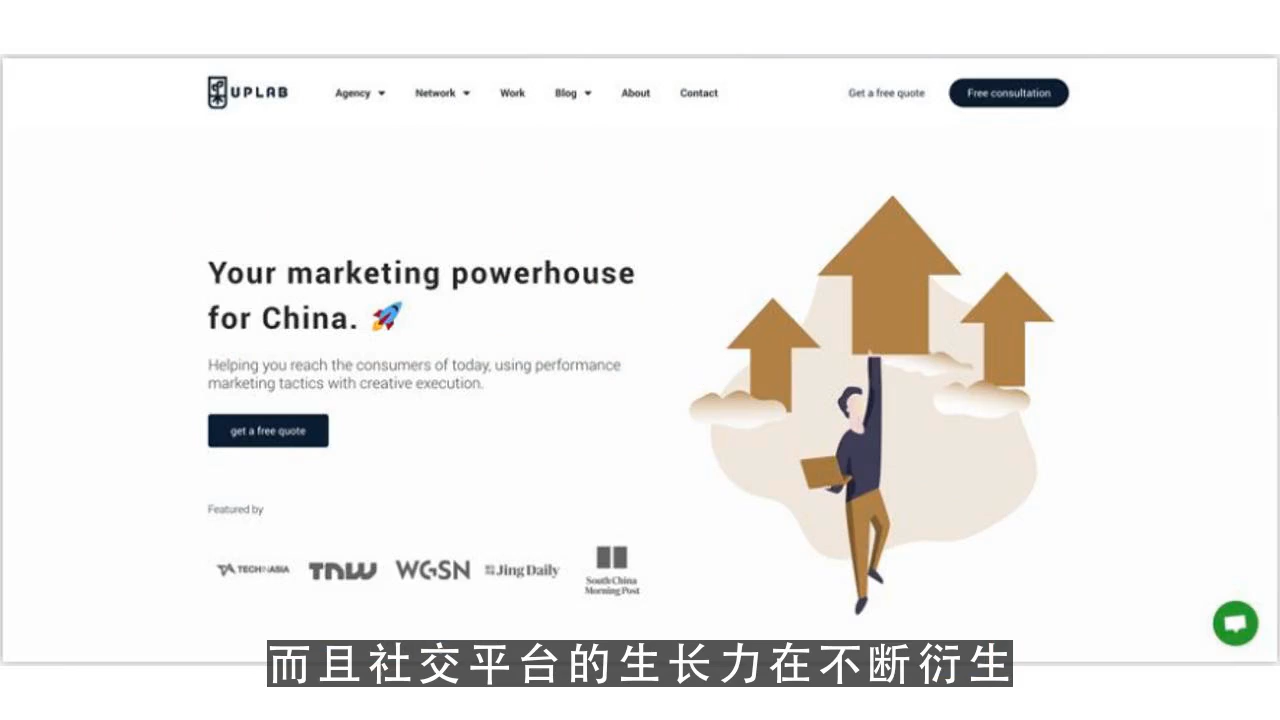 UPLAB
Agency
Network
Work
Blog
About
Contact
Get a free quote
Free consultation
Your marketing powerhouse
for China. 🚀
Helping you reach the consumers of today, using performance
marketing tactics with creative execution.
get a free quote
Featured by
TECHINASIA
TNW
WGSN
Jing Daily
South China
Morning Post
而且社交平台的生长力在不断衍生